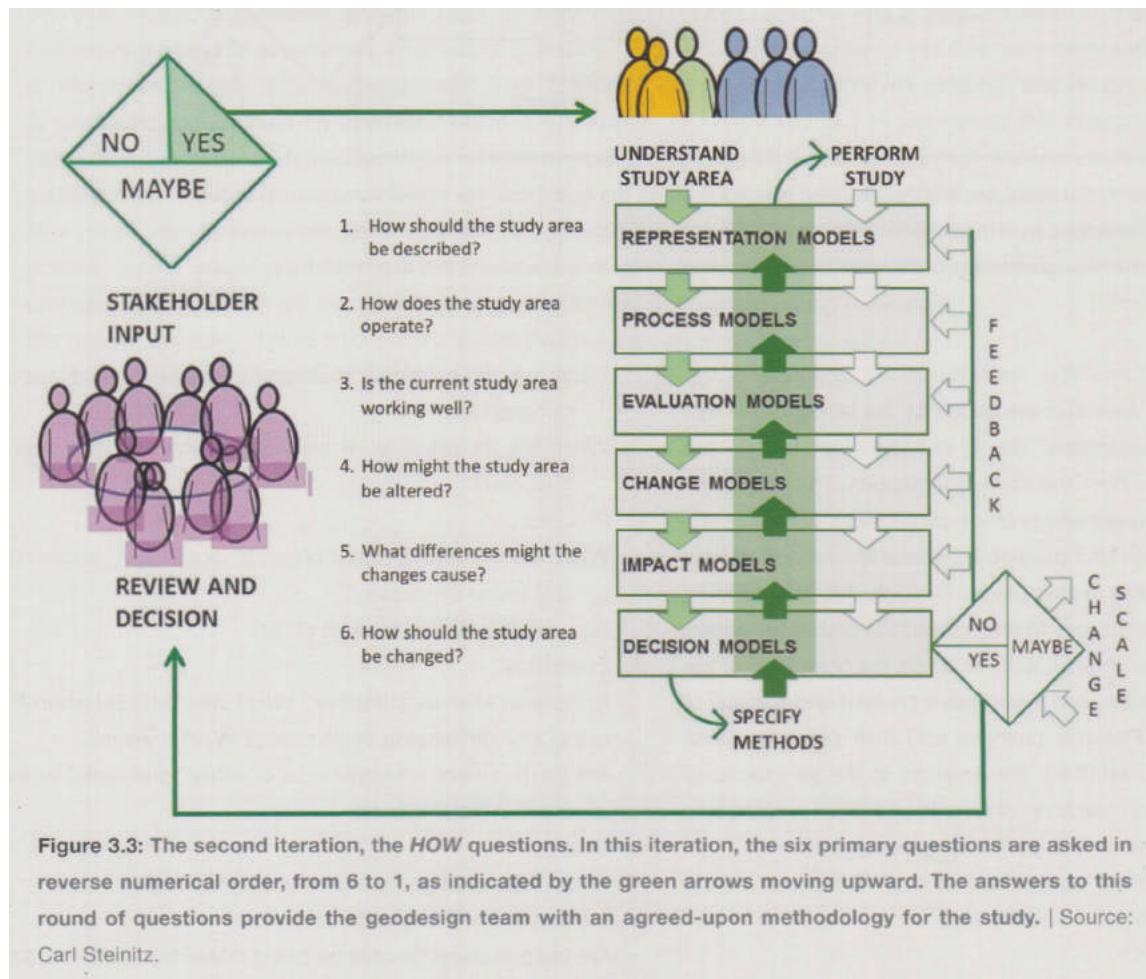 NO YES
MAYBE
UNDERSTAND
STUDY AREA
PERFORM
STUDY
STAKEHOLDER
INPUT
REVIEW AND
DECISION
1. How should the study area
be described?
2. How does the study area
operate?
3. Is the current study area
working well?
4. How might the study area
be altered?
5. What differences might the
changes cause?
6. How should the study area
be changed?
REPRESENTATION MODELS
PROCESS MODELS
EVALUATION MODELS
CHANGE MODELS
IMPACT MODELS
DECISION MODELS
SPECIFY
METHODS
FEEDBACK
NO
YES
MAYBE
CHANGE
SCALE
Figure 3.3: The second iteration, the HOW questions. In this iteration, the six primary questions are asked in
reverse numerical order, from 6 to 1, as indicated by the green arrows moving upward. The answers to this
round of questions provide the geodesign team with an agreed-upon methodology for the study. | Source:
Carl Steinitz.